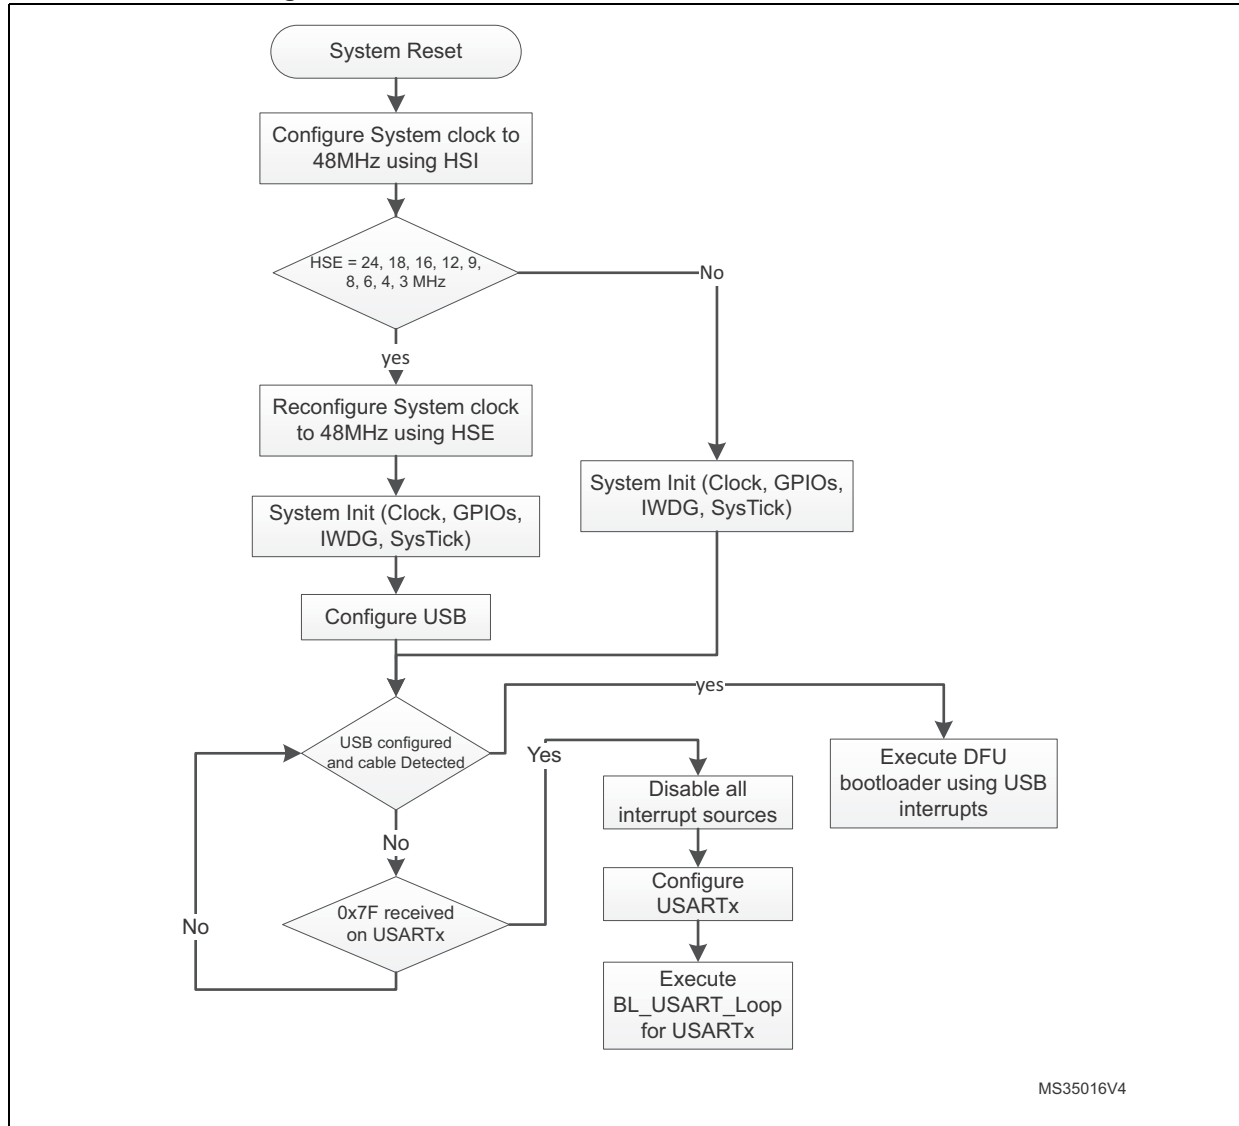 System Reset
Configure System clock to
48MHz using HSI
HSE = 24, 18, 16, 12, 9,
8, 6, 4, 3 MHz
No
yes
Reconfigure System clock
to 48MHz using HSE
System Init (Clock, GPIOs,
IWDG, SysTick)
System Init (Clock, GPIOs,
IWDG, SysTick)
Configure USB
yes
USB configured
and cable Detected
Yes
Execute DFU
bootloader using USB
interrupts
Disable all
interrupt sources
No
Configure
USARTx
0x7F received
on USARTx
No
Execute
BL_USART_Loop
for USARTx
MS35016V4